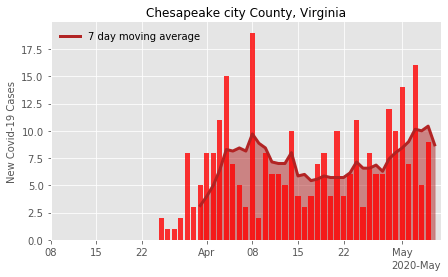 Chesapeake city County, Virginia
7 day moving average
New Covid-19 Cases
17.5
15.0
12.5
10.0
7.5
5.0
2.5
0.0
08
15
22
Apr
08
15
22
May
2020-May